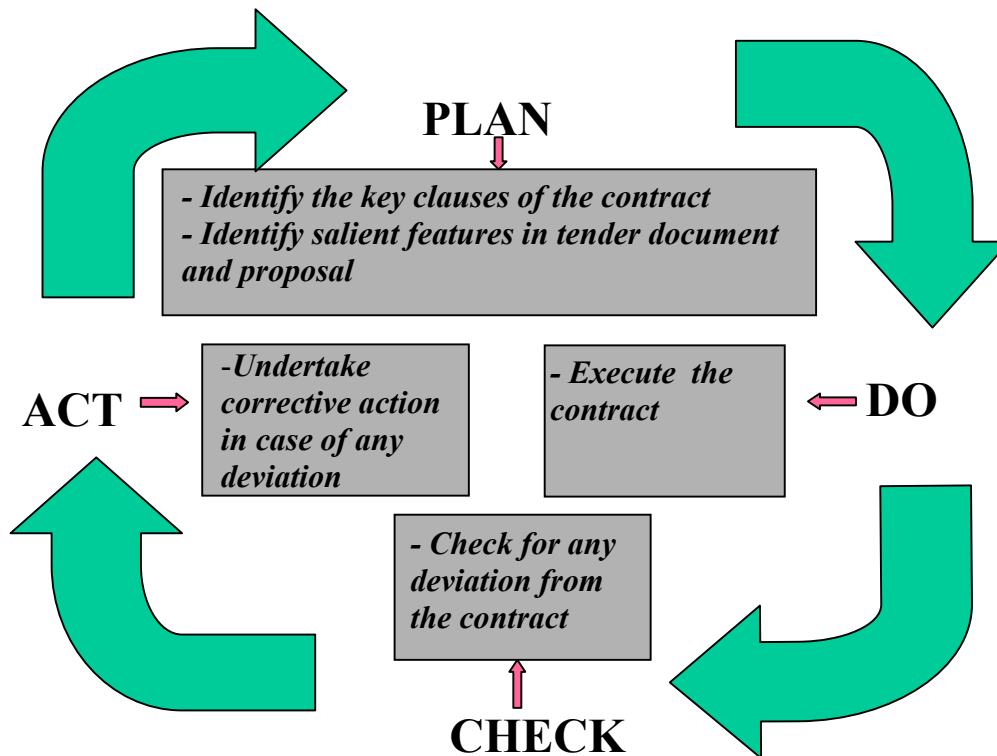 PLAN
- Identify the key clauses of the contract
- Identify salient features in tender document
and proposal
ACT
-Undertake
corrective action
in case of any
deviation
- Execute the
contract
DO
- Check for any
deviation from
the contract
CHECK